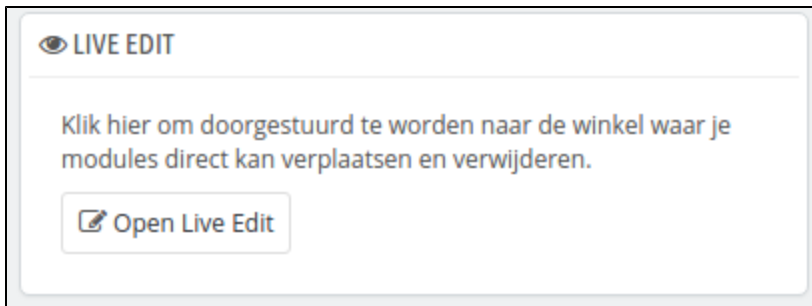 LIVE EDIT
Klik hier om doorgestuurd te worden naar de winkel waar je
modules direct kan verplaatsen en verwijderen.
Open Live Edit